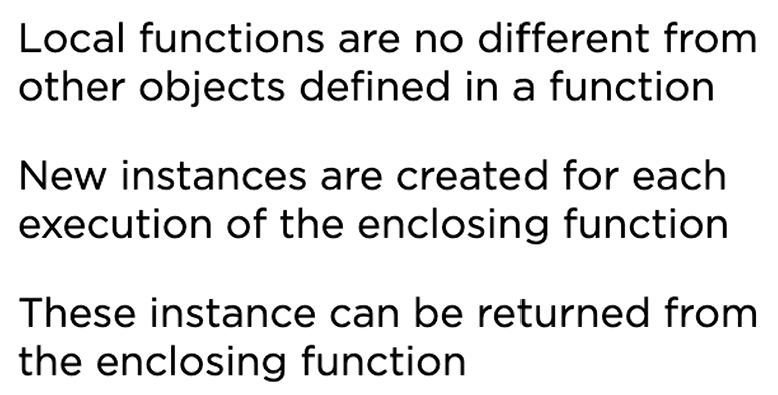 Local functions are no different from
other objects defined in a function
New instances are created for each
execution of the enclosing function
These instance can be returned from
the enclosing function